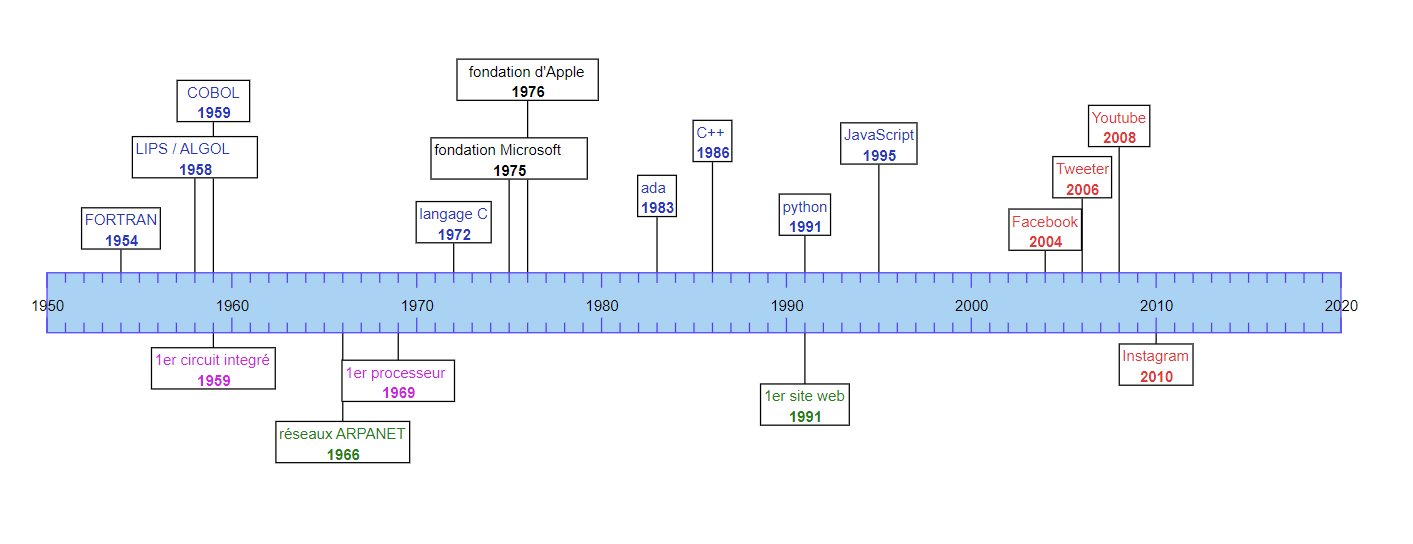 fondation d'Apple
1976
COBOL
1959
LIPS / ALGOL
1958
fondation Microsoft
1975
C++
1986
JavaScript
1995
Youtube
2008
Tweeter
2006
ada
1983
python
1991
langage C
1972
FORTRAN
1954
Facebook
2004
1950
1960
1970
1980
1990
2000
2010
2020
1er circuit integré
1959
1er processeur
1969
réseaux ARPANET
1966
1er site web
1991
Instagram
2010